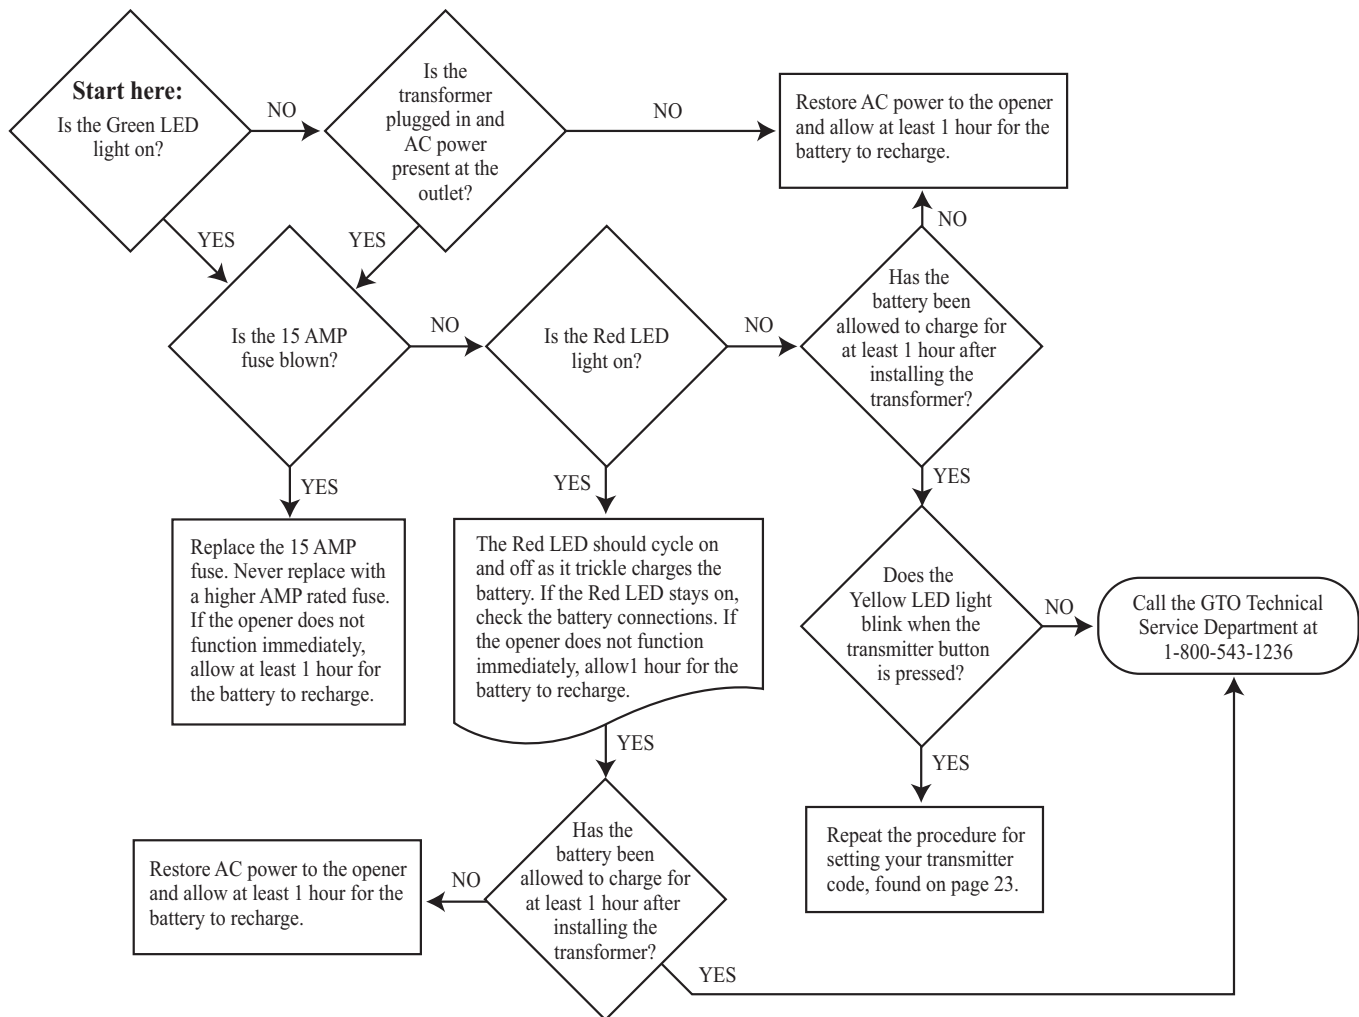 Start here:
Is the Green LED
light on?
NO
Is the
transformer
plugged in and
AC power
present at the
outlet?
NO
Restore AC power to the opener
and allow at least 1 hour for the
battery to recharge.
YES
YES
NO
Is the 15 AMP
fuse blown?
NO
Is the Red LED
light on?
NO
Has the
battery been
allowed to charge for
at least 1 hour after
installing the
transformer?
YES
YES
YES
Replace the 15 AMP
fuse. Never replace with
a higher AMP rated fuse.
If the opener does not
function immediately,
allow at least 1 hour for
the battery to recharge.
The Red LED should cycle on
and off as it trickle charges the
battery. If the Red LED stays on,
check the battery connections. If
the opener does not function
immediately, allow1 hour for the
battery to recharge.
Does the
Yellow LED light
blink when the
transmitter button
is pressed?
NO
Call the GTO Technical
Service Department at
1-800-543-1236
YES
YES
Repeat the procedure for
setting your transmitter
code, found on page 23.
Has the
battery been
allowed to charge for
at least 1 hour after
installing the
transformer?
NO
Restore AC power to the opener
and allow at least 1 hour for the
battery to recharge.
YES